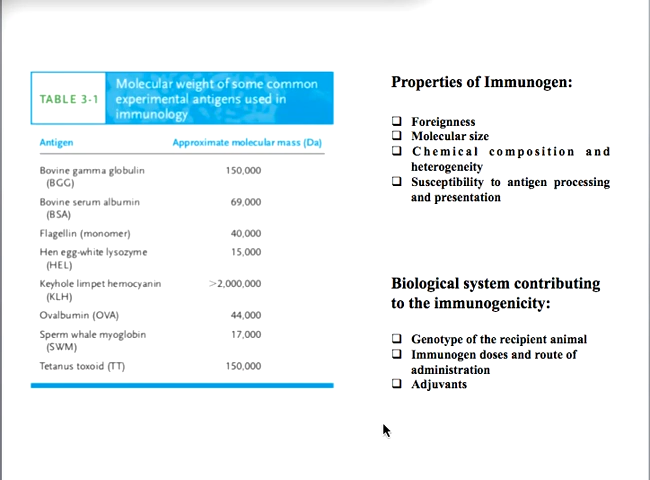 TABLE 3-1
Molecular weight of some common
experimental antigens used in
immunology
Antigen Approximate molecular mass (Da)
Bovine gamma globulin 150,000
(BGG)
Bovine serum albumin 69,000
(BSA)
Flagellin (monomer) 40,000
Hen egg-white lysozyme 15,000
(HEL)
Keyhole limpet hemocyanin >2,000,000
(KLH)
Ovalbumin (OVA) 44,000
Sperm whale myoglobin 17,000
(SWM)
Tetanus toxoid (TT) 150,000
Properties of Immunogen:
❑ Foreignness
❑ Molecular size
❑ Chemical composition and
heterogeneity
❑ Susceptibility to antigen processing
and presentation
Biological system contributing
to the immunogenicity:
❑ Genotype of the recipient animal
❑ Immunogen doses and route of
administration
❑ Adjuvants